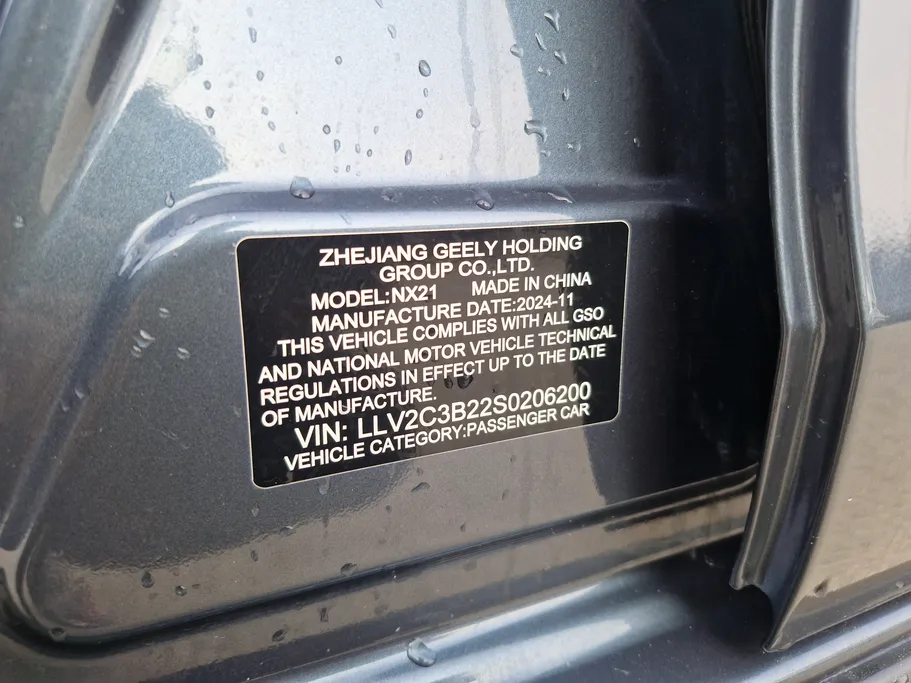 ZHEJIANG GEELY HOLDING
GROUP CO.,LTD.
MODEL:NX21 MADE IN CHINA
MANUFACTURE DATE:2024-11
THIS VEHICLE COMPLIES WITH ALL GSO
AND NATIONAL MOTOR VEHICLE TECHNICAL
REGULATIONS IN EFFECT UP TO THE DATE
OF MANUFACTURE.
VIN: LLV2C3B22S0206200
VEHICLE CATEGORY:PASSENGER CAR